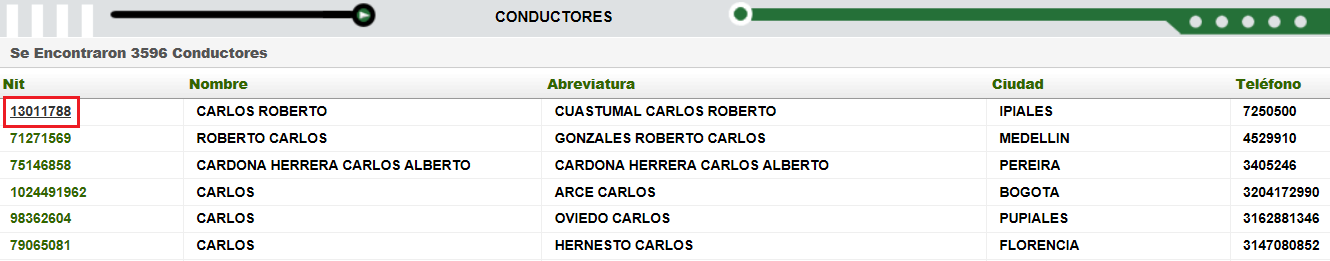 CONDUCTORES
Se Encontraron 3596 Conductores
Nit Nombre Abreviatura Ciudad Teléfono
13011788 CARLOS ROBERTO CUASTUMAL CARLOS ROBERTO IPIALES 7250500
71271569 ROBERTO CARLOS GONZALES ROBERTO CARLOS MEDELLIN 4529910
75146858 CARDONA HERRERA CARLOS ALBERTO CARDONA HERRERA CARLOS ALBERTO PEREIRA 3405246
1024491962 CARLOS ARCE CARLOS BOGOTA 3204172990
98362604 CARLOS OVIEDO CARLOS PUPIALES 3162881346
79065081 CARLOS HERNESTO CARLOS FLORENCIA 3147080852